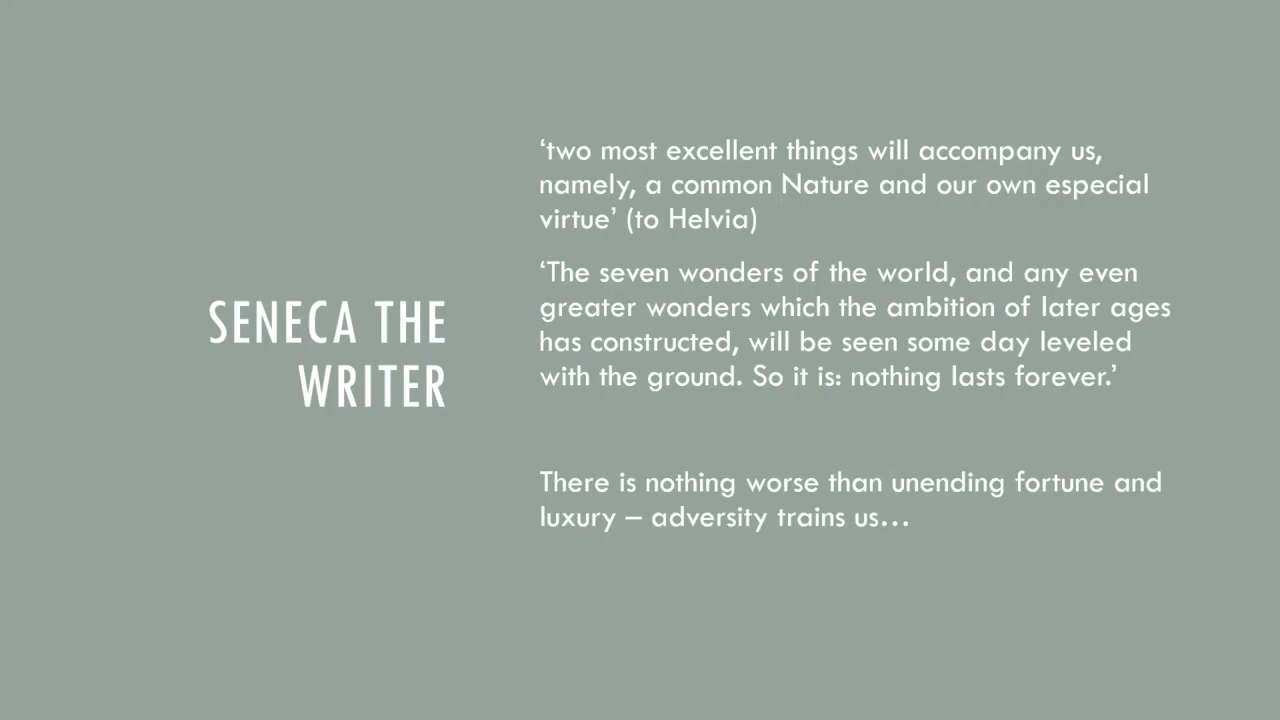 SENECA THE
WRITER
‘two most excellent things will accompany us,
namely, a common Nature and our own especial
virtue’ (to Helvia)
‘The seven wonders of the world, and any even
greater wonders which the ambition of later ages
has constructed, will be seen some day leveled
with the ground. So it is: nothing lasts forever.’
There is nothing worse than unending fortune and
luxury – adversity trains us…